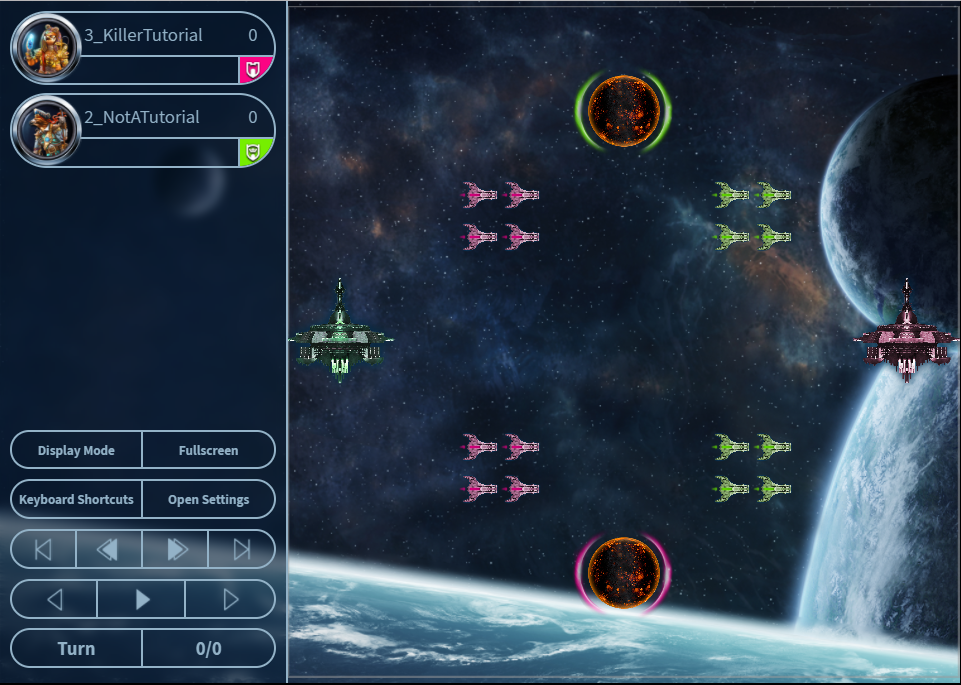 3_KillerTutorial 0
2_NotATutorial 0
Display Mode Fullscreen
Keyboard Shortcuts Open Settings
Turn 0/0